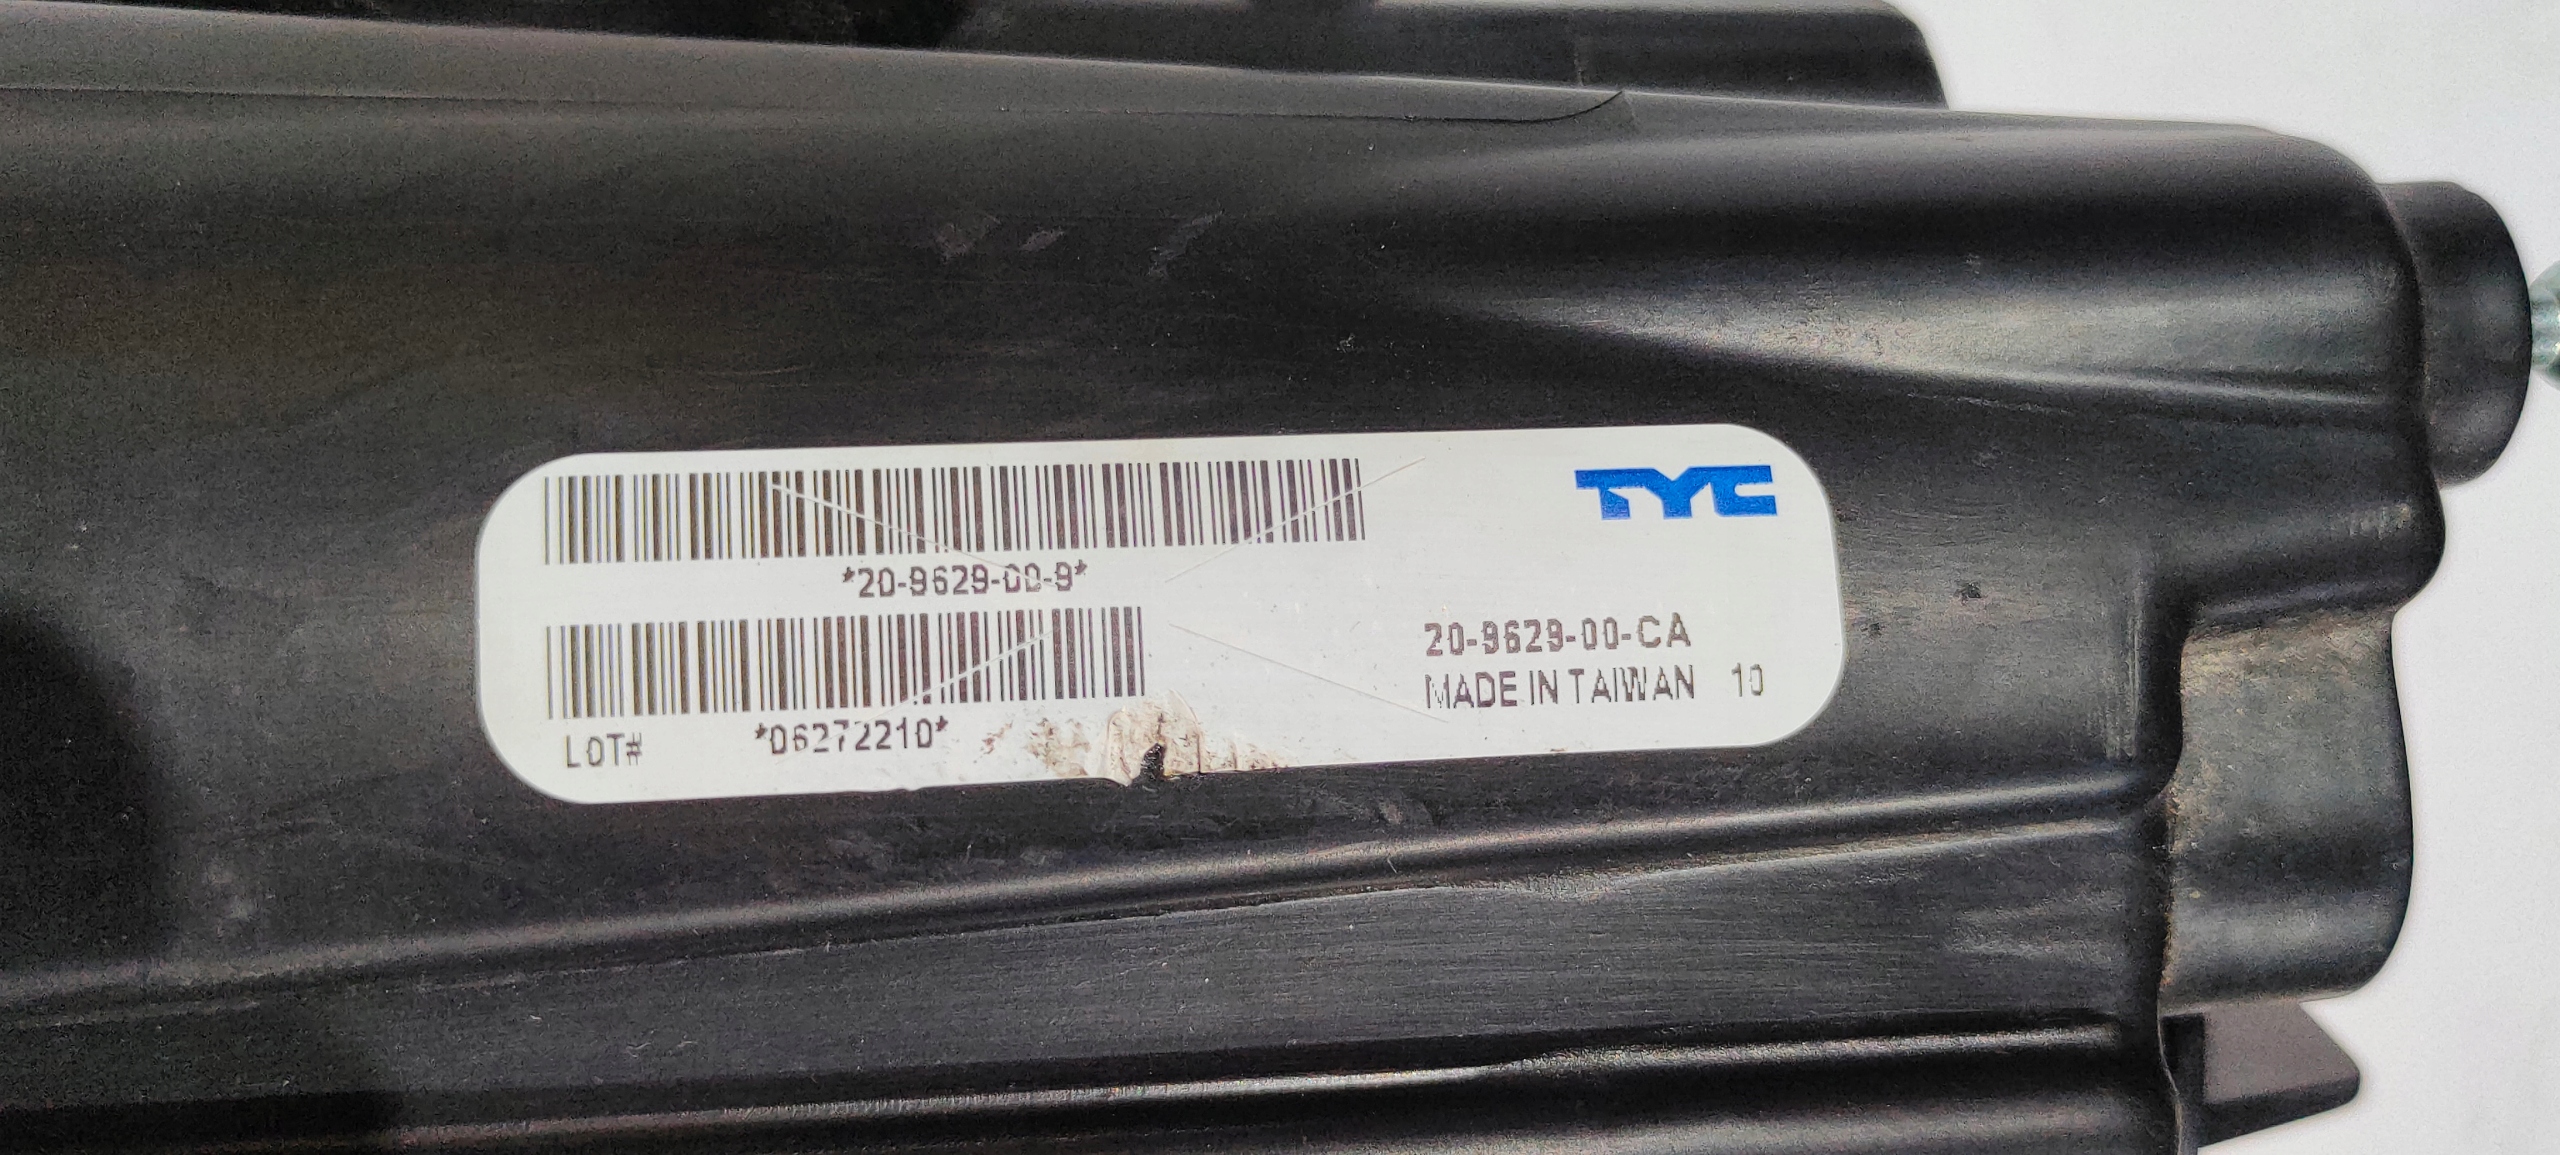 TYC
*20-9629-00-9*
20-9629-00-CA
MADE IN TAIWAN 10
LOT# *06272210*